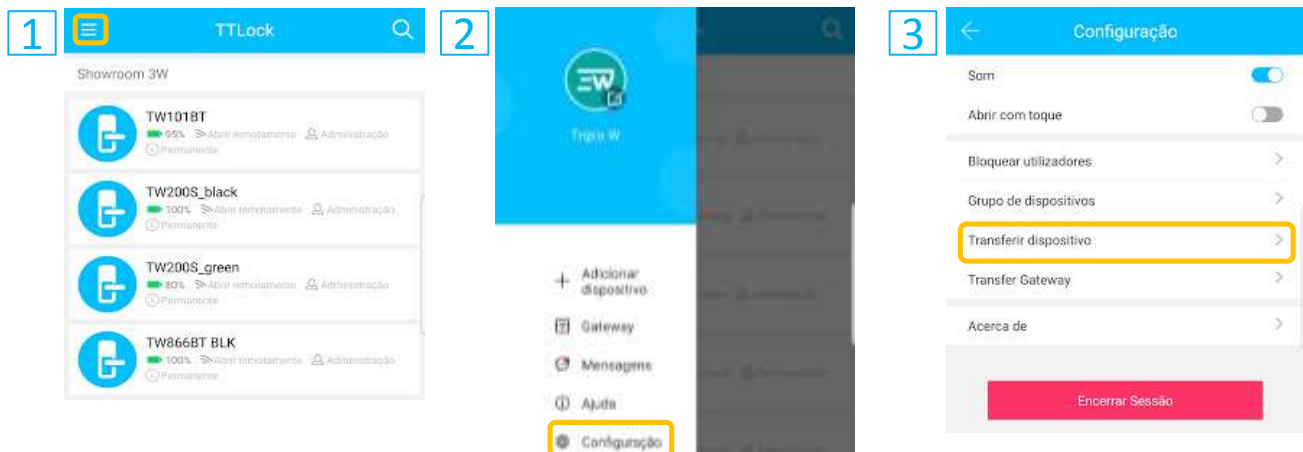 1
TTLock
Showroom 3W
TW101BT
95% Abrir remotamente Administração
Permanente
TW200S_black
100% Abrir remotamente Administração
Permanente
TW200S_green
80% Abrir remotamente Administração
Permanente
TW866BT BLK
100% Abrir remotamente Administração
Permanente
2
Triple W
Adicionar
dispositivo
Gateway
Mensagens
Ajuda
Configuração
3
Configuração
Som
Abrir com toque
Bloquear utilizadores
Grupo de dispositivos
Transferir dispositivo
Transfer Gateway
Acerca de
Encerrar Sessão